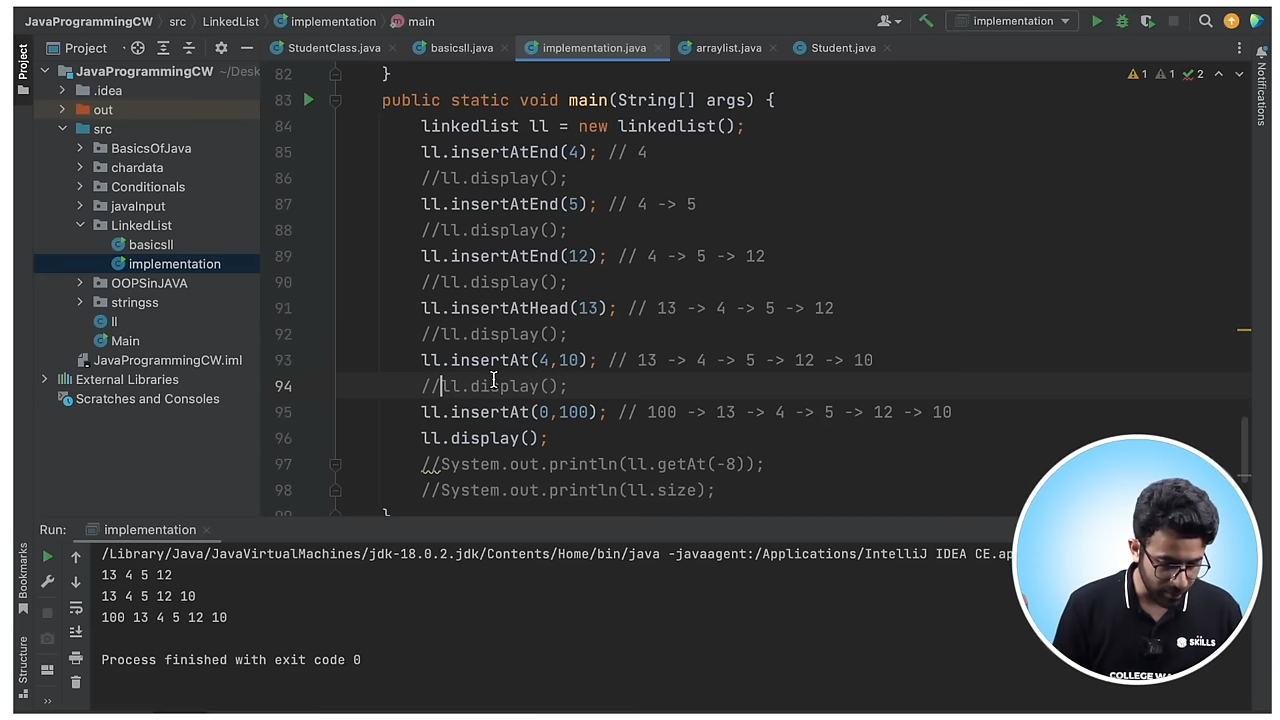 JavaProgrammingCW src LinkedList implementation main implementation
Project StudentClass.java basicsll.java implementation.java arraylist.java Student.java
Project
Notifications
JavaProgrammingCW ~/Desk
.idea
out
src
BasicsOfJava
chardata
Conditionals
javaInput
LinkedList
basicsll
implementation
OOPSinJAVA
stringss
ll
Main
JavaProgrammingCW.iml
External Libraries
Scratches and Consoles
1 1 2
82 }
83 public static void main(String[] args) {
84 linkedlist ll = new linkedlist();
85 ll.insertAtEnd(4); // 4
86 //ll.display();
87 ll.insertAtEnd(5); // 4 -> 5
88 //ll.display();
89 ll.insertAtEnd(12); // 4 -> 5 -> 12
90 //ll.display();
91 ll.insertAtHead(13); // 13 -> 4 -> 5 -> 12
92 //ll.display();
93 ll.insertAt(4,10); // 13 -> 4 -> 5 -> 12 -> 10
94 //ll.display();
95 ll.insertAt(0,100); // 100 -> 13 -> 4 -> 5 -> 12 -> 10
96 ll.display();
97 //System.out.println(ll.getAt(-8));
98 //System.out.println(ll.size);
}
Run: implementation
/Library/Java/JavaVirtualMachines/jdk-18.0.2.jdk/Contents/Home/bin/java -javaagent:/Applications/IntelliJ IDEA CE.ap
13 4 5 12
13 4 5 12 10
100 13 4 5 12 10
Process finished with exit code 0
Bookmarks
Structure
SKILLS
COLLEGE WA